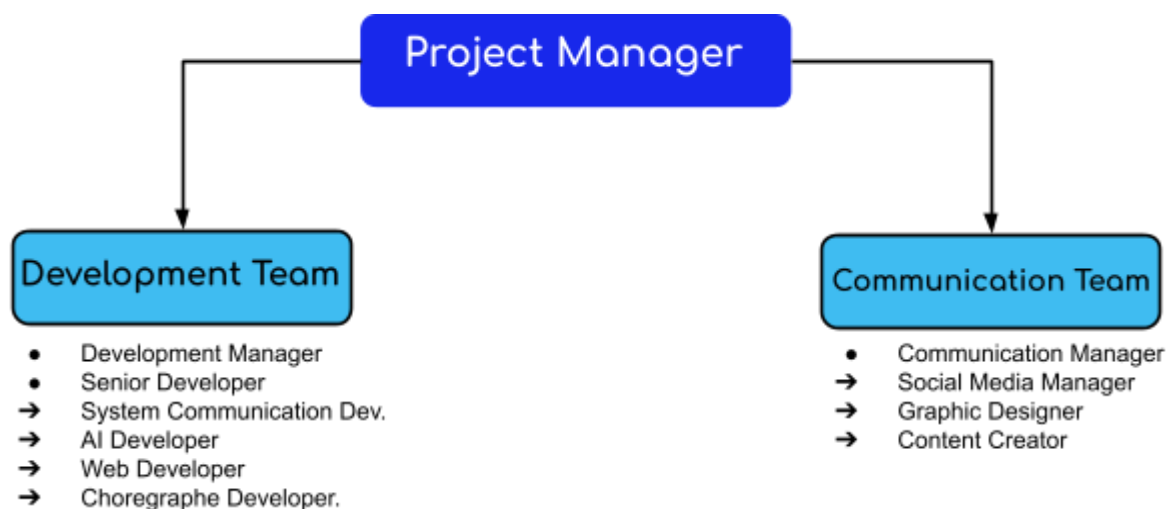 Project Manager
Development Team
● Development Manager
● Senior Developer
➔ System Communication Dev.
➔ AI Developer
➔ Web Developer
➔ Choregraphe Developer.
Communication Team
● Communication Manager
➔ Social Media Manager
➔ Graphic Designer
➔ Content Creator